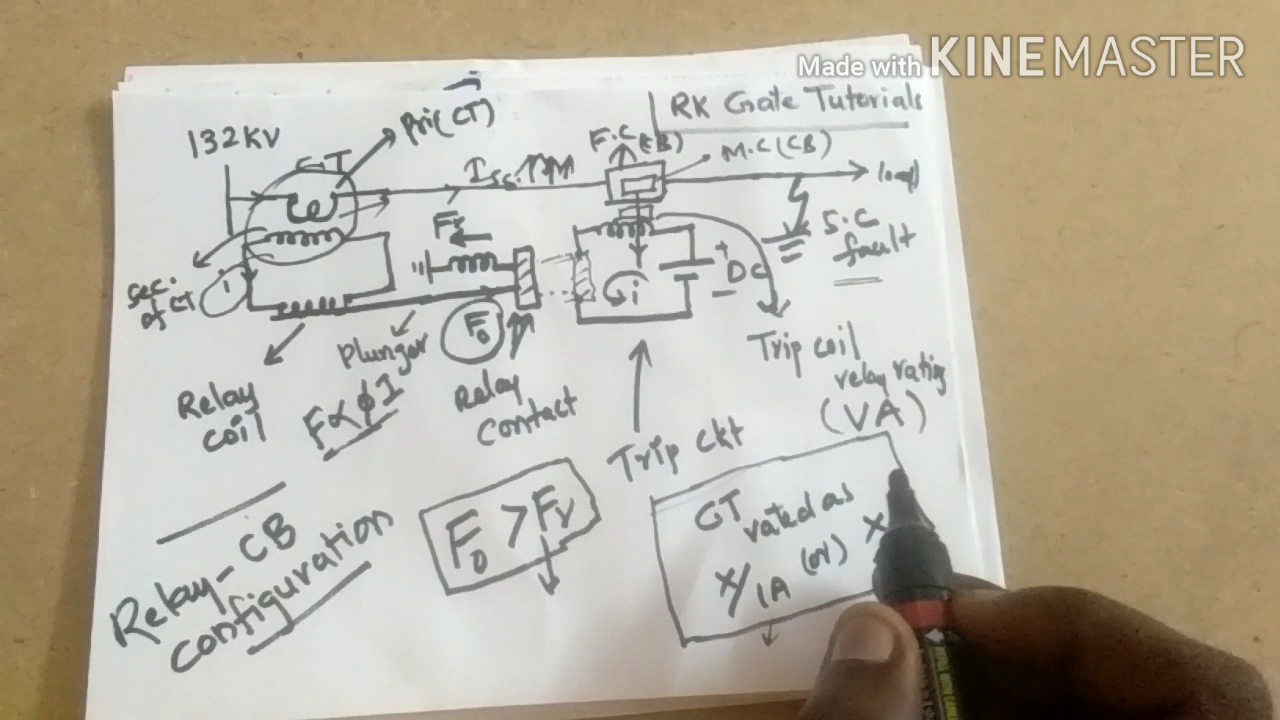 Made with KINEMASTER
RK Gate Tutorials
132KV
CT
Pri(CT)
Is.c.↑↑↑
F.C(CB)
M.C(CB)
load
S.C
fault
Fr
sec.
of CT
i
F₀
i
+
DC
−
Trip coil
Relay
coil
Plunger
F∝ϕI
Relay
contact
Trip ckt
relay rating
(VA)
Relay-CB
configuration
F₀ > Fr
CT rated as
X/1A (or) X